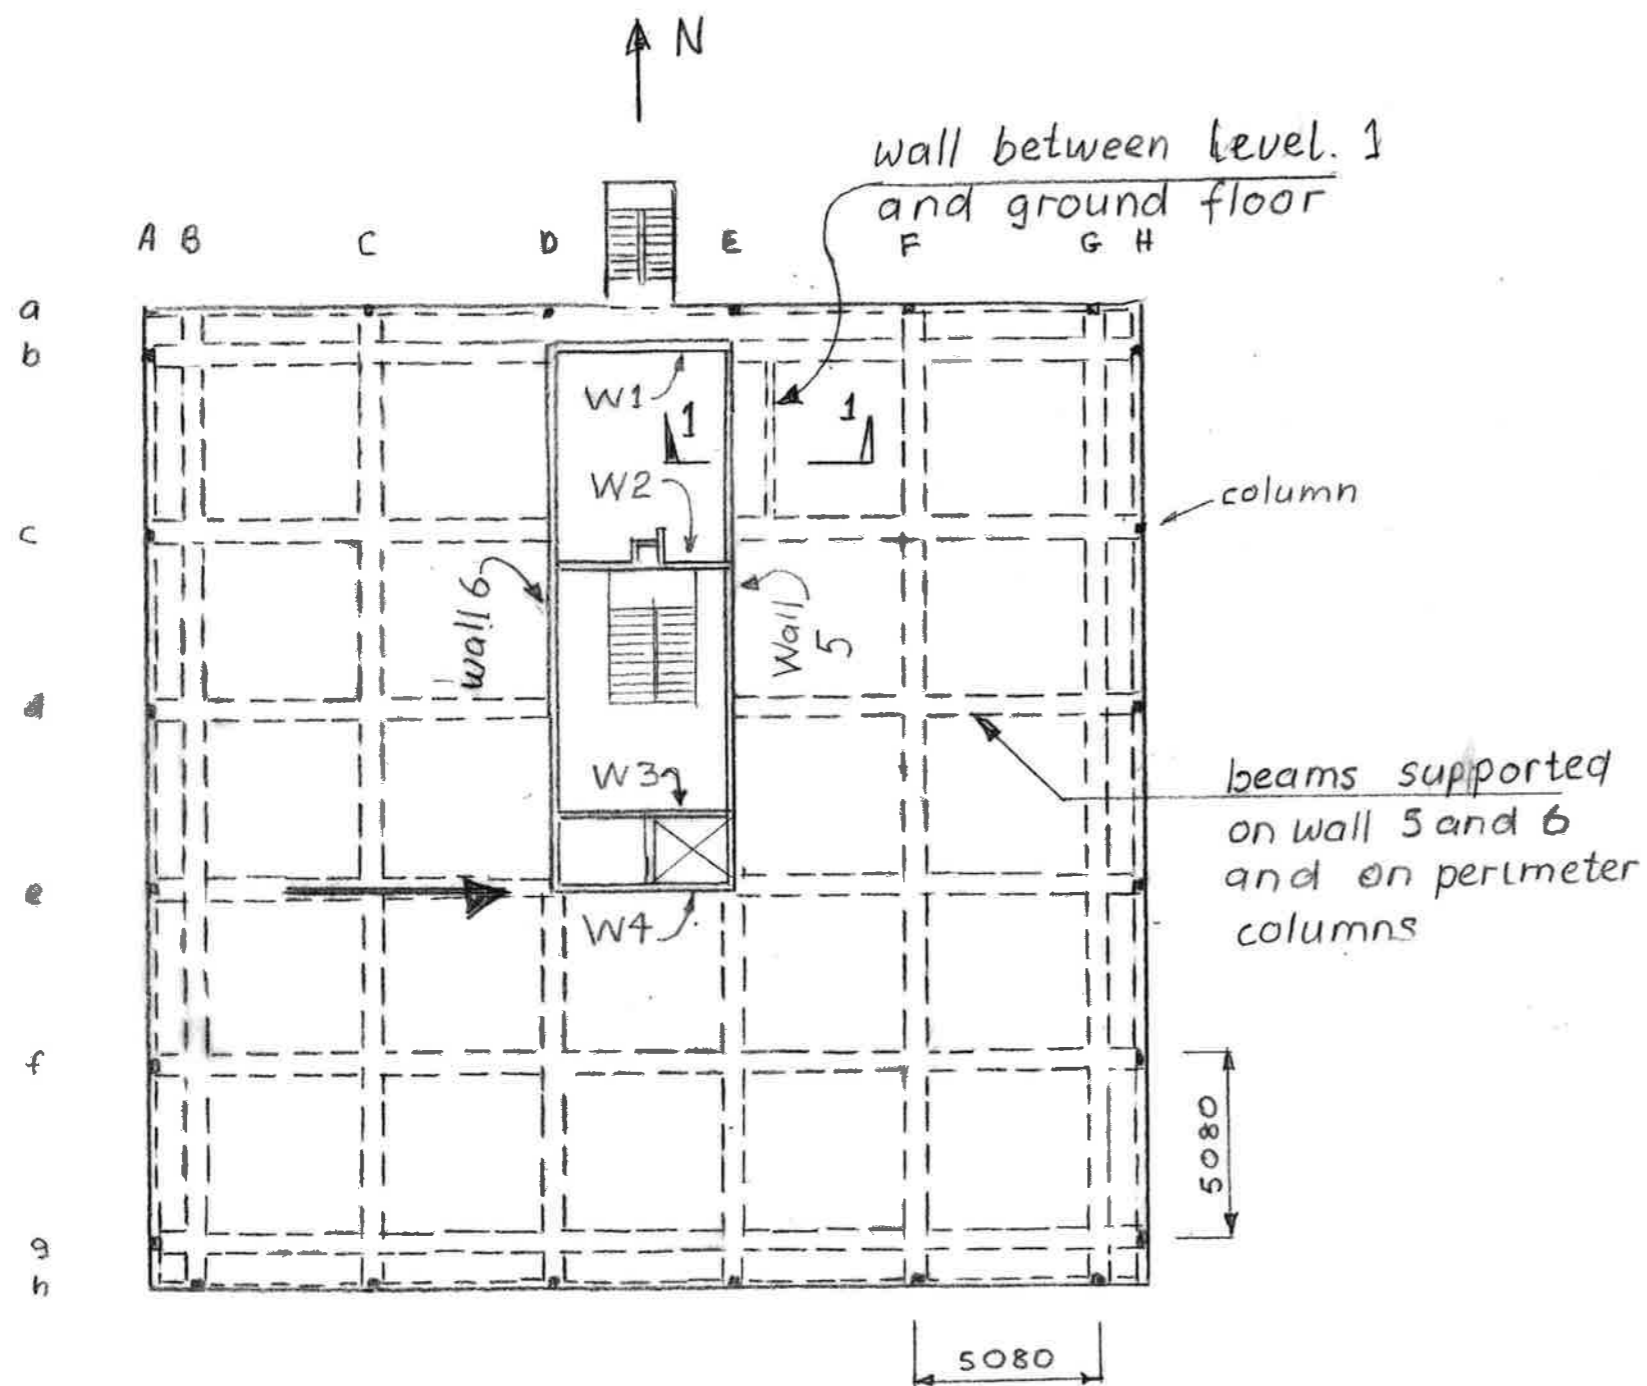 N
wall between level. 1
and ground floor
A B C D E F G H
a
b
W1
1 1
W2
column
c
wall 6
Wall
5
d
W3
beams supported
on wall 5 and 6
and on perimeter
columns
e
W4
f
5080
g
h
5080